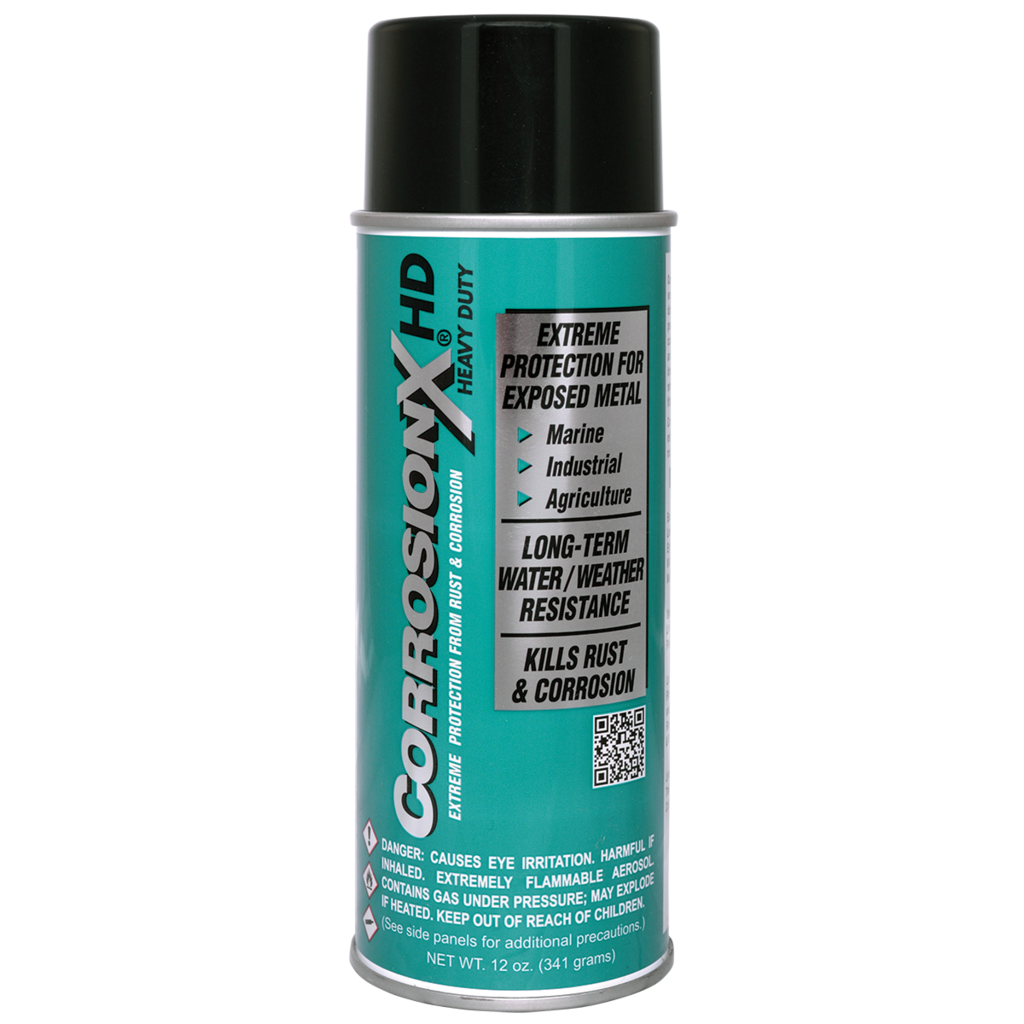 CORROSIONX® HD
HEAVY DUTY
EXTREME PROTECTION FROM RUST & CORROSION
EXTREME
PROTECTION FOR
EXPOSED METAL
Marine
Industrial
Agriculture
LONG-TERM
WATER/WEATHER
RESISTANCE
KILLS RUST
& CORROSION
DANGER: CAUSES EYE IRRITATION. HARMFUL IF
INHALED. EXTREMELY FLAMMABLE AEROSOL.
CONTAINS GAS UNDER PRESSURE; MAY EXPLODE
IF HEATED. KEEP OUT OF REACH OF CHILDREN.
(See side panels for additional precautions.)
NET WT. 12 oz. (341 grams)